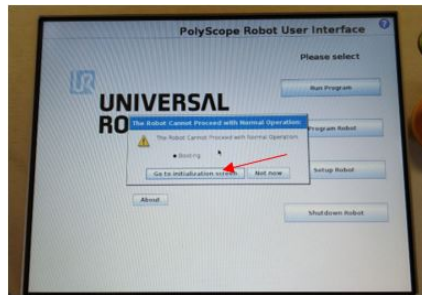 PolyScope Robot User Interface
?
Please select
UR
UNIVERSAL
RO
Run Program
Program Robot
Setup Robot
Shutdown Robot
About
The Robot Cannot Proceed with Normal Operation:
The Robot Cannot Proceed with Normal Operation:
• Booting
Go to initialization screen
Not now